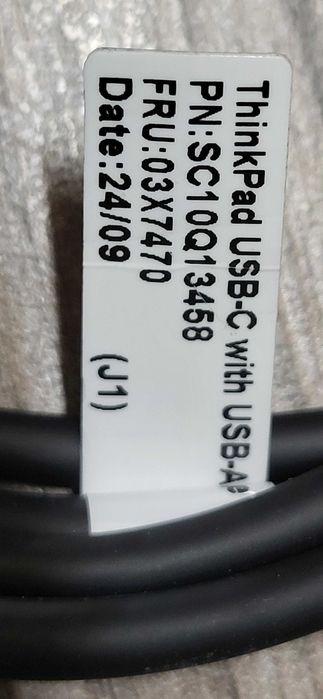 ThinkPad USB-C with USB-A
PN:SC10Q13458
FRU:03X7470
Date:24/09 (J1)